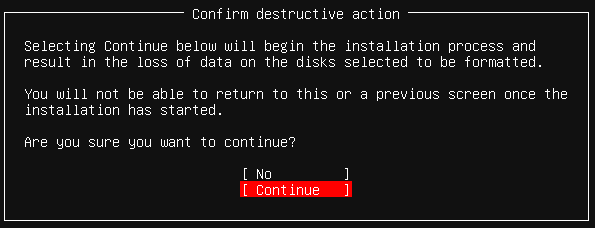 Confirm destructive action
Selecting Continue below will begin the installation process and
result in the loss of data on the disks selected to be formatted.
You will not be able to return to this or a previous screen once the
installation has started.
Are you sure you want to continue?
[ No ]
[ Continue ]